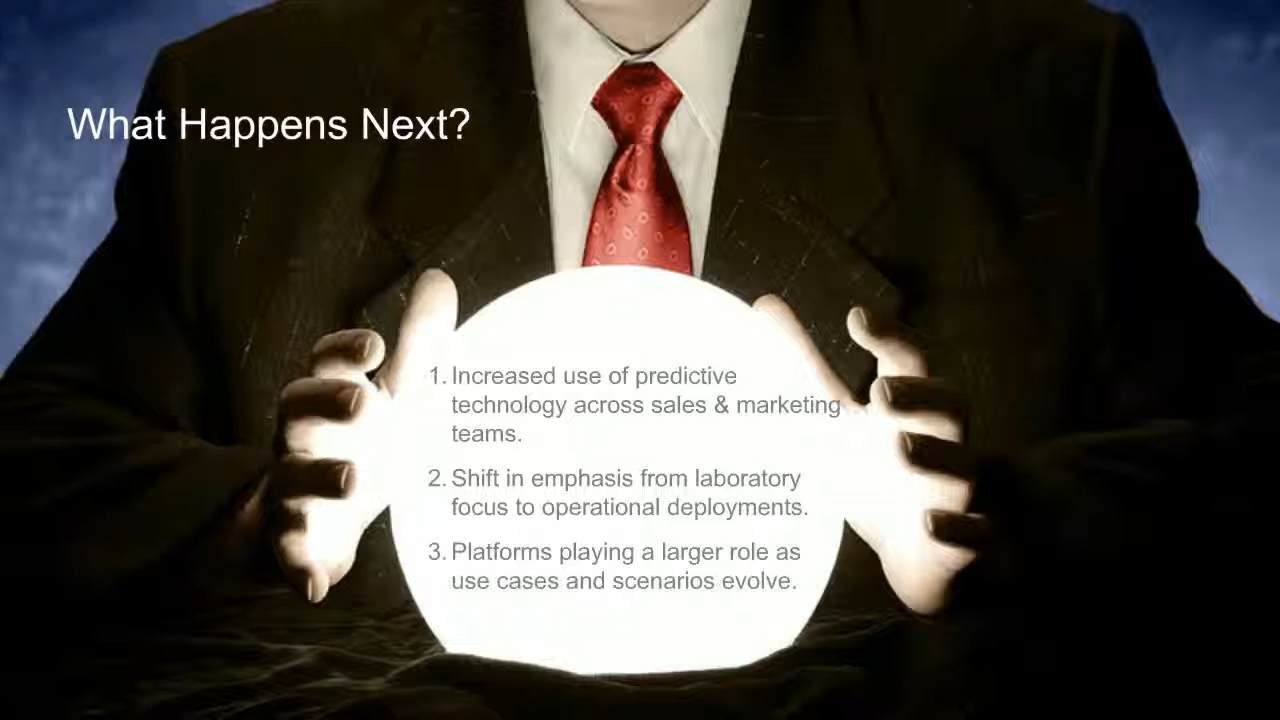 What Happens Next?
1. Increased use of predictive
technology across sales & marketing
teams.
2. Shift in emphasis from laboratory
focus to operational deployments.
3. Platforms playing a larger role as
use cases and scenarios evolve.